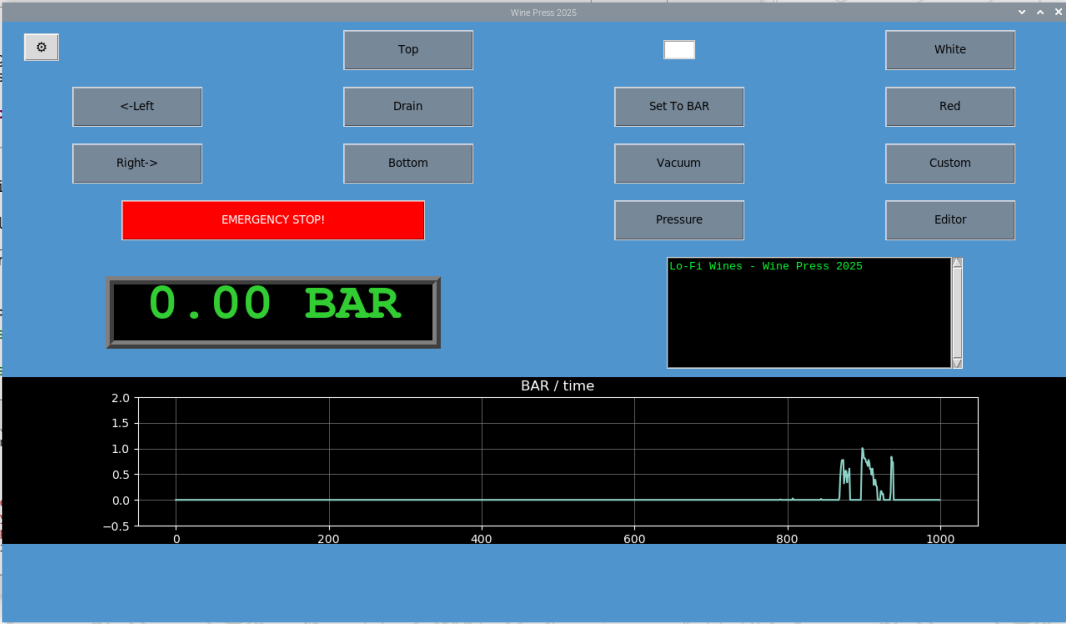 Wine Press 2025
Top
White
<-Left
Drain
Set To BAR
Red
Right->
Bottom
Vacuum
Custom
EMERGENCY STOP!
Pressure
Editor
0.00 BAR
Lo-Fi Wines - Wine Press 2025
BAR / time
2.0
1.5
1.0
0.5
0.0
−0.5
0 200 400 600 800 1000